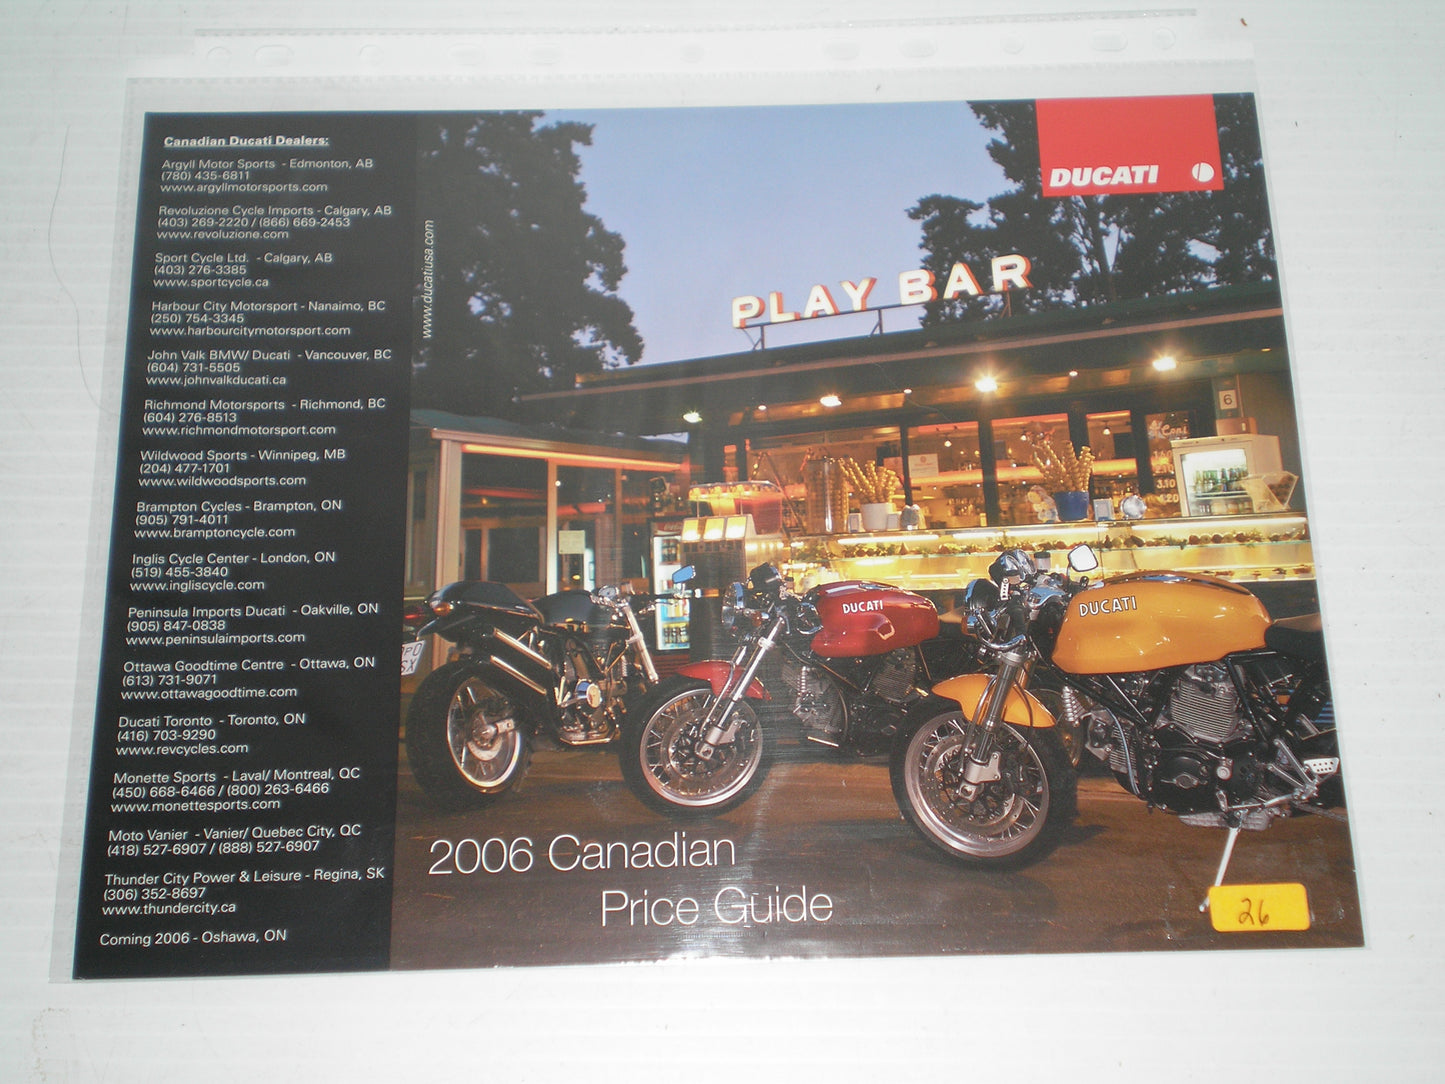 Canadian Ducati Dealers:
Argyll Motor Sports - Edmonton, AB
(780) 435-6811
www.argyllmotorsports.com
Revoluzione Cycle Imports - Calgary, AB
(403) 269-2220 / (866) 669-2453
www.revoluzione.com
Sport Cycle Ltd. - Calgary, AB
(403) 276-3385
www.sportcycle.ca
Harbour City Motorsport - Nanaimo, BC
(250) 754-3345
www.harbourcitymotorsport.com
John Valk BMW/ Ducati - Vancouver, BC
(604) 731-5505
www.johnvalkducati.ca
Richmond Motorsports - Richmond, BC
(604) 276-8513
www.richmondmotorsport.com
Wildwood Sports - Winnipeg, MB
(204) 477-1701
www.wildwoodsports.com
Brampton Cycles - Brampton, ON
(905) 791-4011
www.bramptoncycle.com
Inglis Cycle Center - London, ON
(519) 455-3840
www.ingliscycle.com
Peninsula Imports Ducati - Oakville, ON
(905) 847-0838
www.peninsulaimports.com
Ottawa Goodtime Centre - Ottawa, ON
(613) 731-9071
www.ottawagoodtime.com
Ducati Toronto - Toronto, ON
(416) 703-9290
www.revcycles.com
Monette Sports - Laval/ Montreal, QC
(450) 668-6466 / (800) 263-6466
www.monettesports.com
Moto Vanier - Vanier/ Quebec City, QC
(418) 527-6907 / (888) 527-6907
Thunder City Power & Leisure - Regina, SK
(306) 352-8697
www.thundercity.ca
Coming 2006 - Oshawa, ON
www.ducatiusa.com
DUCATI
PLAY BAR
6
DUCATI
DUCATI
2006 Canadian
Price Guide
26